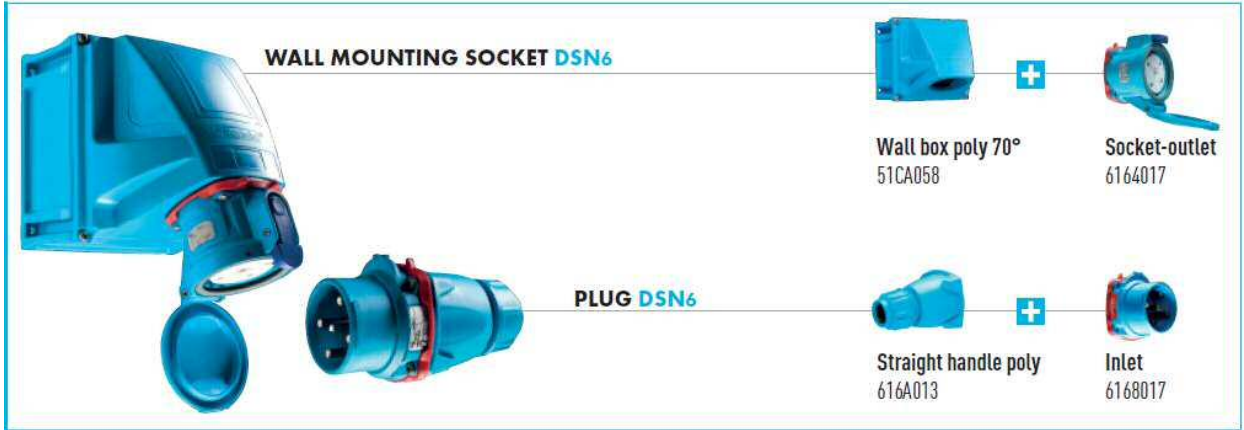 WALL MOUNTING SOCKET DSN6
Wall box poly 70°
51CA058
Socket-outlet
6164017
PLUG DSN6
Straight handle poly
616A013
Inlet
6168017